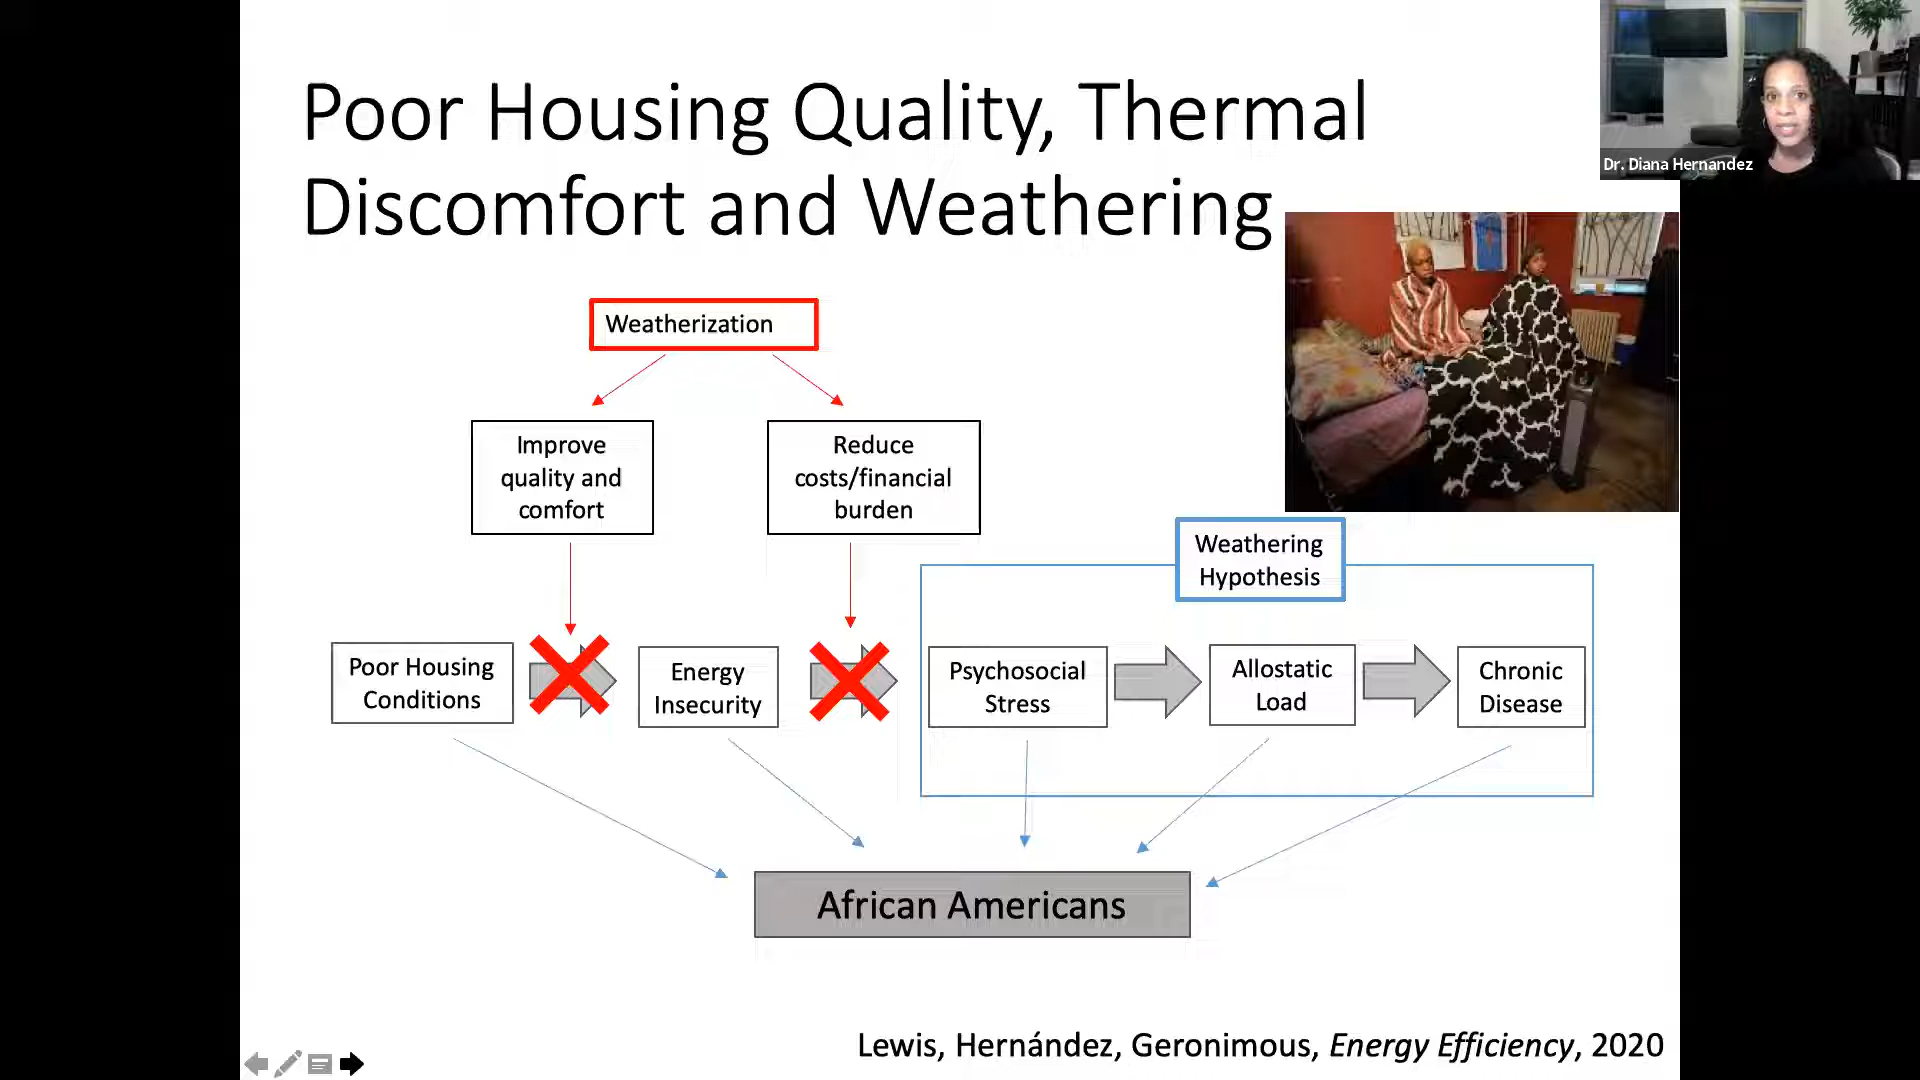 Poor Housing Quality, Thermal
Discomfort and Weathering
Dr. Diana Hernandez
Weatherization
Improve
quality and
comfort
Reduce
costs/financial
burden
Weathering
Hypothesis
Poor Housing
Conditions
Energy
Insecurity
Psychosocial
Stress
Allostatic
Load
Chronic
Disease
African Americans
Lewis, Hernández, Geronimous, Energy Efficiency, 2020